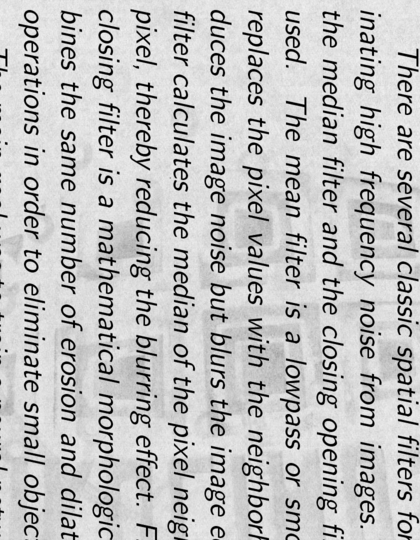 There are several classic spatial filters for
inating high frequency noise from images.
the median filter and the closing opening fi
used. The mean filter is a lowpass or smo
replaces the pixel values with the neighborh
duces the image noise but blurs the image e
filter calculates the median of the pixel neigh
pixel, thereby reducing the blurring effect. F
closing filter is a mathematical morphologic
bines the same number of erosion and dilat
operations in order to eliminate small objec